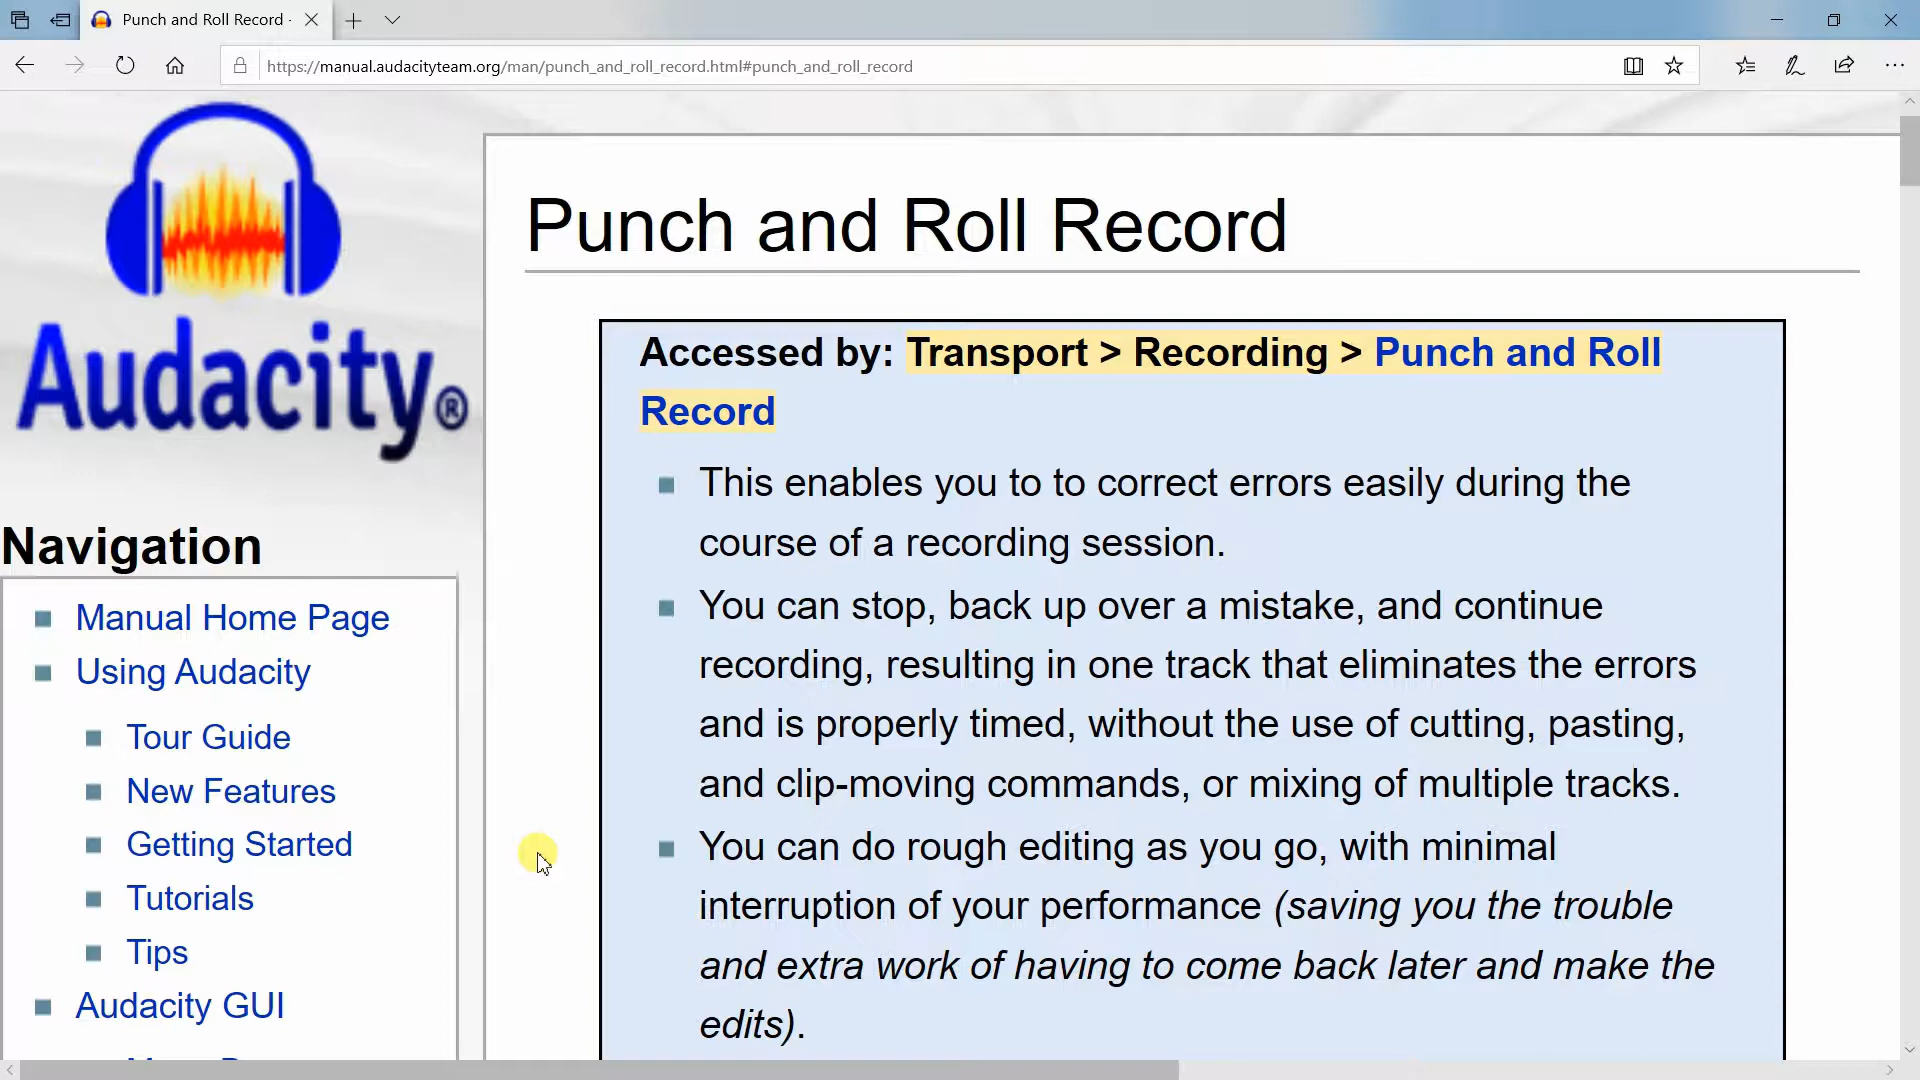 Punch and Roll Record -
https://manual.audacityteam.org/man/punch_and_roll_record.html#punch_and_roll_record
Audacity®
Navigation
Manual Home Page
Using Audacity
Tour Guide
New Features
Getting Started
Tutorials
Tips
Audacity GUI
Punch and Roll Record
Accessed by: Transport > Recording > Punch and Roll
Record
This enables you to to correct errors easily during the
course of a recording session.
You can stop, back up over a mistake, and continue
recording, resulting in one track that eliminates the errors
and is properly timed, without the use of cutting, pasting,
and clip-moving commands, or mixing of multiple tracks.
You can do rough editing as you go, with minimal
interruption of your performance (saving you the trouble
and extra work of having to come back later and make the
edits).